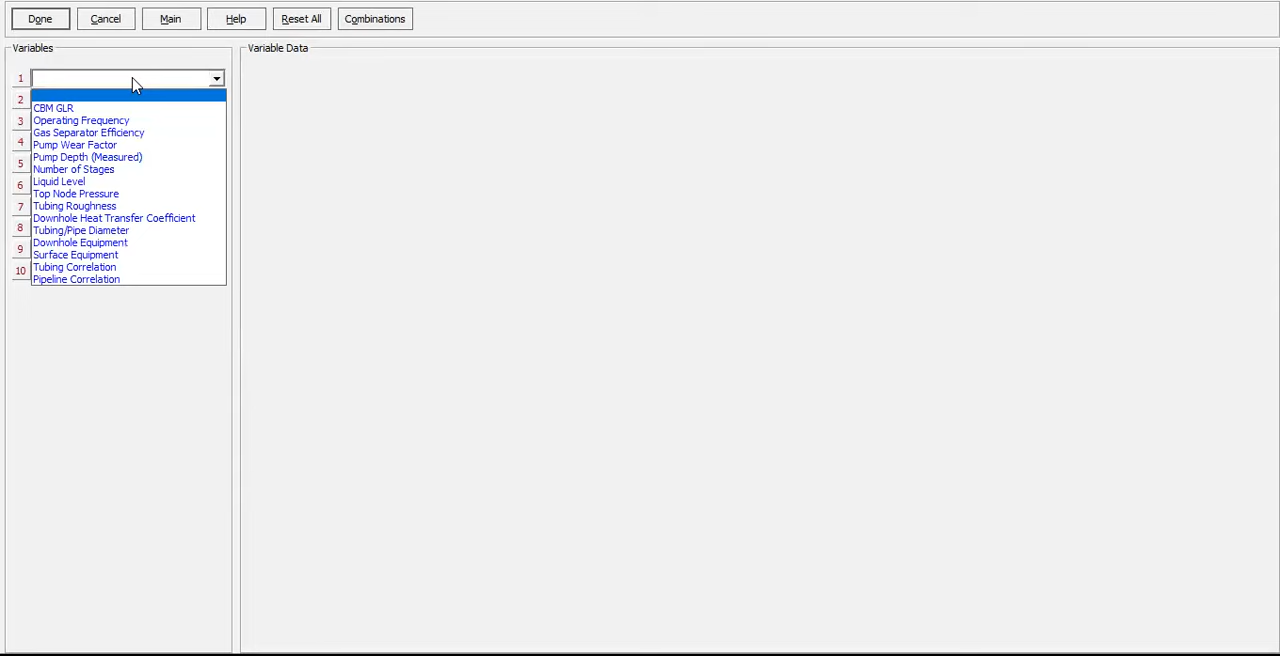 Done Cancel Main Help Reset All Combinations
Variables Variable Data
1
2
CBM GLR
3 Operating Frequency
Gas Separator Efficiency
4 Pump Wear Factor
5 Pump Depth (Measured)
Number of Stages
6 Liquid Level
Top Node Pressure
7 Tubing Roughness
Downhole Heat Transfer Coefficient
8 Tubing/Pipe Diameter
9 Downhole Equipment
Surface Equipment
10 Tubing Correlation
Pipeline Correlation